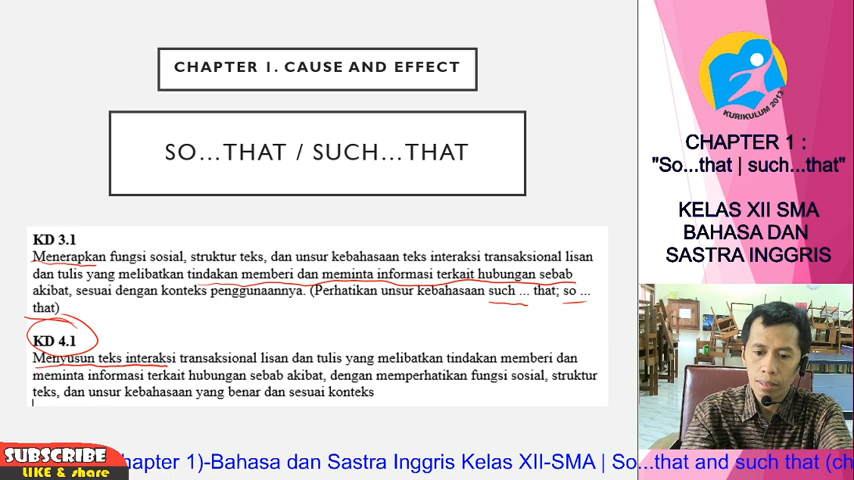 CHAPTER 1. CAUSE AND EFFECT
SO...THAT / SUCH...THAT
KD 3.1
Menerapkan fungsi sosial, struktur teks, dan unsur kebahasaan teks interaksi transaksional lisan
dan tulis yang melibatkan tindakan memberi dan meminta informasi terkait hubungan sebab
akibat, sesuai dengan konteks penggunaannya. (Perhatikan unsur kebahasaan such ... that; so ...
that)
KD 4.1
Menyusun teks interaksi transaksional lisan dan tulis yang melibatkan tindakan memberi dan
meminta informasi terkait hubungan sebab akibat, dengan memperhatikan fungsi sosial, struktur
teks, dan unsur kebahasaan yang benar dan sesuai konteks
KURIKULUM 2013
CHAPTER 1 :
"So...that | such...that"
KELAS XII SMA
BAHASA DAN
SASTRA INGGRIS
SUBSCRIBE
LIKE & share
hapter 1)-Bahasa dan Sastra Inggris Kelas XII-SMA | So...that and such that (ch